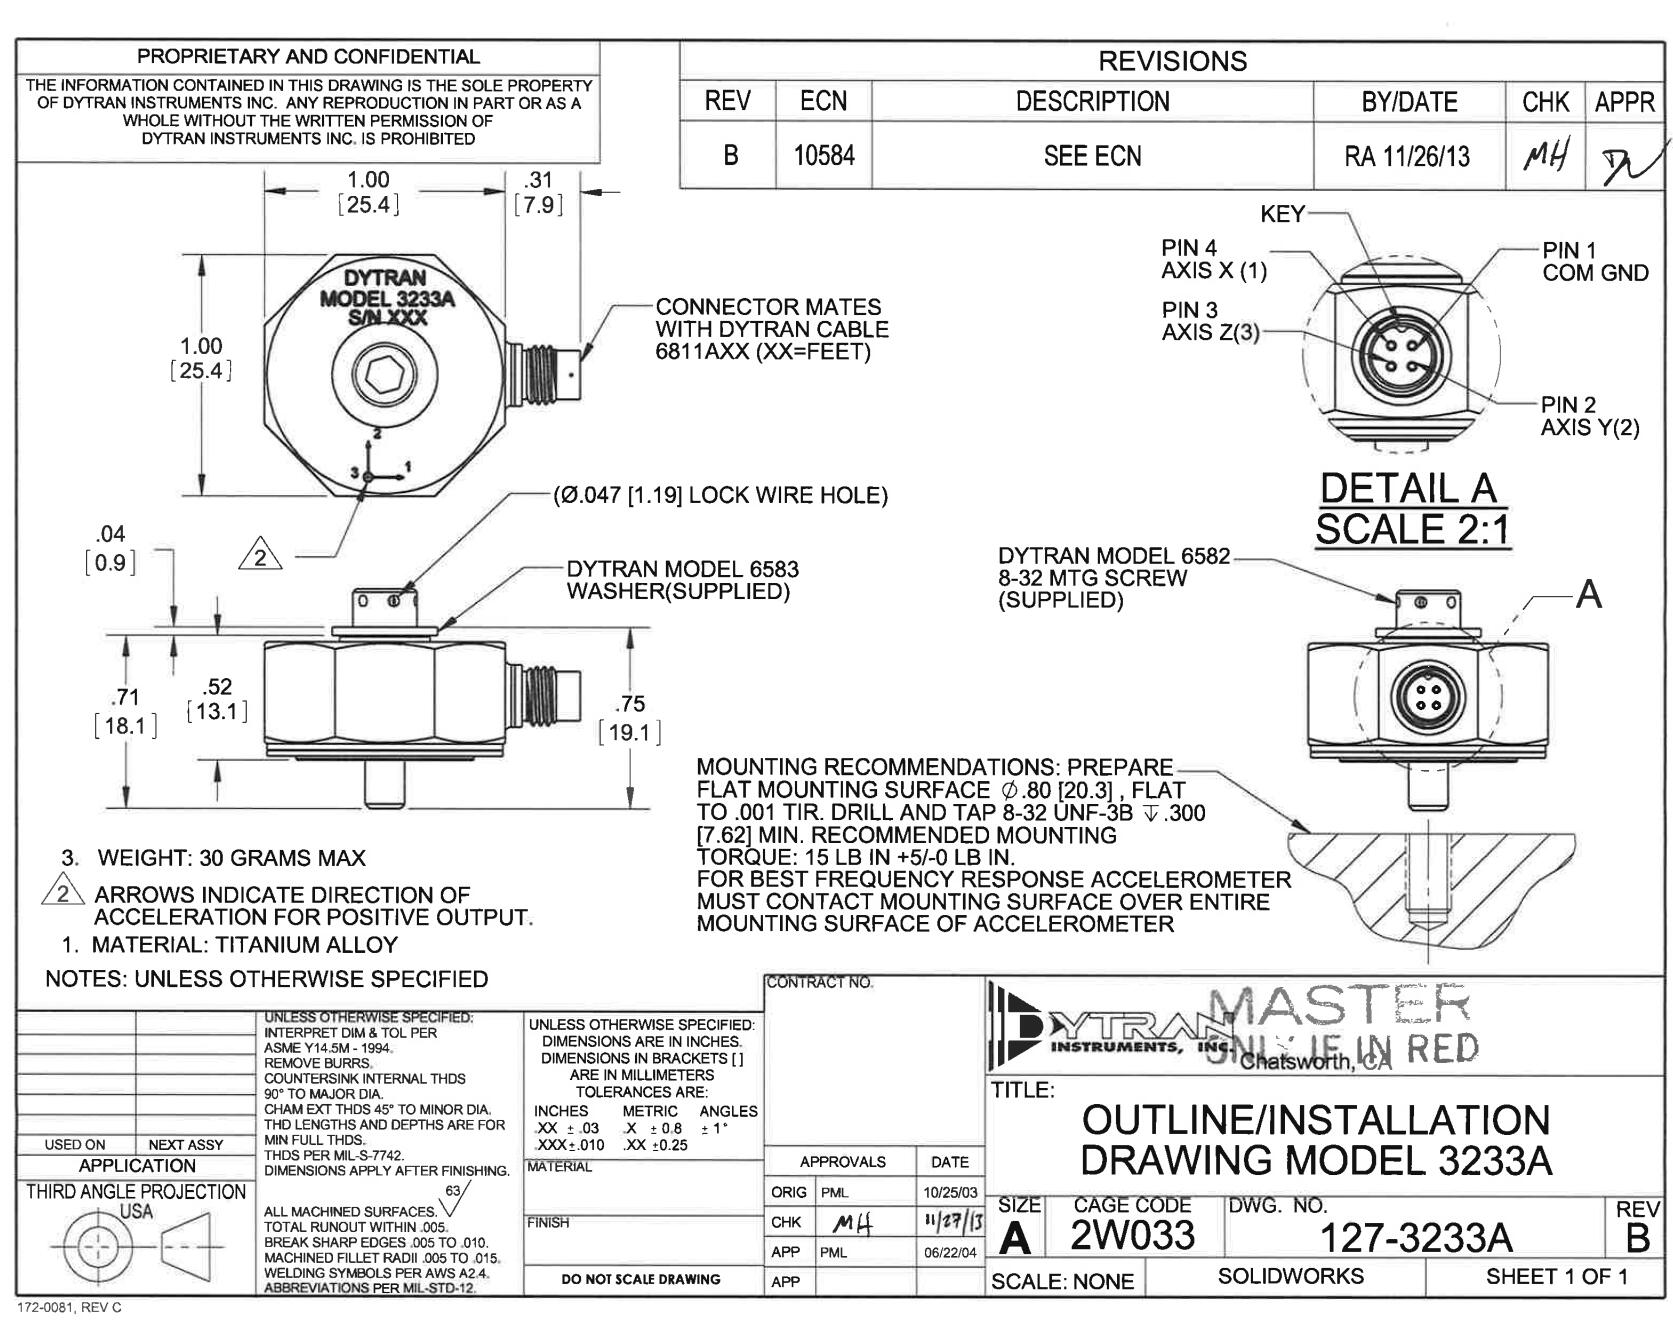 PROPRIETARY AND CONFIDENTIAL
THE INFORMATION CONTAINED IN THIS DRAWING IS THE SOLE PROPERTY
OF DYTRAN INSTRUMENTS INC. ANY REPRODUCTION IN PART OR AS A
WHOLE WITHOUT THE WRITTEN PERMISSION OF
DYTRAN INSTRUMENTS INC. IS PROHIBITED
REVISIONS
REV ECN DESCRIPTION BY/DATE CHK APPR
B 10584 SEE ECN RA 11/26/13 MH
1.00
[25.4]
.31
[7.9]
DYTRAN
MODEL 3233A
S/N XXX
1.00
[25.4]
2
3
1
CONNECTOR MATES
WITH DYTRAN CABLE
6811AXX (XX=FEET)
KEY
PIN 4
AXIS X (1)
PIN 1
COM GND
PIN 3
AXIS Z(3)
PIN 2
AXIS Y(2)
DETAIL A
SCALE 2:1
(Ø.047 [1.19] LOCK WIRE HOLE)
.04
[0.9]
2
DYTRAN MODEL 6583
WASHER(SUPPLIED)
DYTRAN MODEL 6582
8-32 MTG SCREW
(SUPPLIED)
A
.71
[18.1]
.52
[13.1]
.75
[19.1]
MOUNTING RECOMMENDATIONS: PREPARE
FLAT MOUNTING SURFACE ∅.80 [20.3] , FLAT
TO .001 TIR. DRILL AND TAP 8-32 UNF-3B ↧.300
[7.62] MIN. RECOMMENDED MOUNTING
TORQUE: 15 LB IN +5/-0 LB IN.
FOR BEST FREQUENCY RESPONSE ACCELEROMETER
MUST CONTACT MOUNTING SURFACE OVER ENTIRE
MOUNTING SURFACE OF ACCELEROMETER
3. WEIGHT: 30 GRAMS MAX
2 ARROWS INDICATE DIRECTION OF
ACCELERATION FOR POSITIVE OUTPUT.
1. MATERIAL: TITANIUM ALLOY
NOTES: UNLESS OTHERWISE SPECIFIED
USED ON NEXT ASSY
APPLICATION
THIRD ANGLE PROJECTION
USA
UNLESS OTHERWISE SPECIFIED:
INTERPRET DIM & TOL PER
ASME Y14.5M - 1994.
REMOVE BURRS.
COUNTERSINK INTERNAL THDS
90° TO MAJOR DIA.
CHAM EXT THDS 45° TO MINOR DIA.
THD LENGTHS AND DEPTHS ARE FOR
MIN FULL THDS.
THDS PER MIL-S-7742.
DIMENSIONS APPLY AFTER FINISHING.
63
ALL MACHINED SURFACES.
TOTAL RUNOUT WITHIN .005.
BREAK SHARP EDGES .005 TO .010.
MACHINED FILLET RADII .005 TO .015.
WELDING SYMBOLS PER AWS A2.4.
ABBREVIATIONS PER MIL-STD-12.
UNLESS OTHERWISE SPECIFIED:
DIMENSIONS ARE IN INCHES.
DIMENSIONS IN BRACKETS [ ]
ARE IN MILLIMETERS
TOLERANCES ARE:
INCHES METRIC ANGLES
.XX ± .03 .X ± 0.8 ± 1°
.XXX±.010 .XX ±0.25
MATERIAL
FINISH
DO NOT SCALE DRAWING
CONTRACT NO.
APPROVALS DATE
ORIG PML 10/25/03
CHK MH 11/27/13
APP PML 06/22/04
APP
DYTRAN
INSTRUMENTS, INC.
Chatsworth, CA
MASTER
ONLY IF IN RED
TITLE:
OUTLINE/INSTALLATION
DRAWING MODEL 3233A
SIZE
A
CAGE CODE
2W033
DWG. NO.
127-3233A
REV
B
SCALE: NONE SOLIDWORKS SHEET 1 OF 1
172-0081, REV C